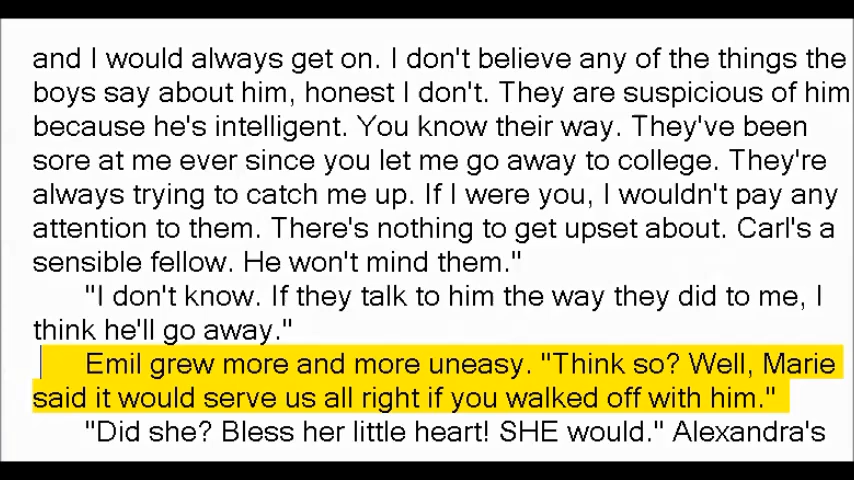 and I would always get on. I don't believe any of the things the
boys say about him, honest I don't. They are suspicious of him
because he's intelligent. You know their way. They've been
sore at me ever since you let me go away to college. They're
always trying to catch me up. If I were you, I wouldn't pay any
attention to them. There's nothing to get upset about. Carl's a
sensible fellow. He won't mind them."
"I don't know. If they talk to him the way they did to me, I
think he'll go away."
Emil grew more and more uneasy. "Think so? Well, Marie
said it would serve us all right if you walked off with him."
"Did she? Bless her little heart! SHE would." Alexandra's